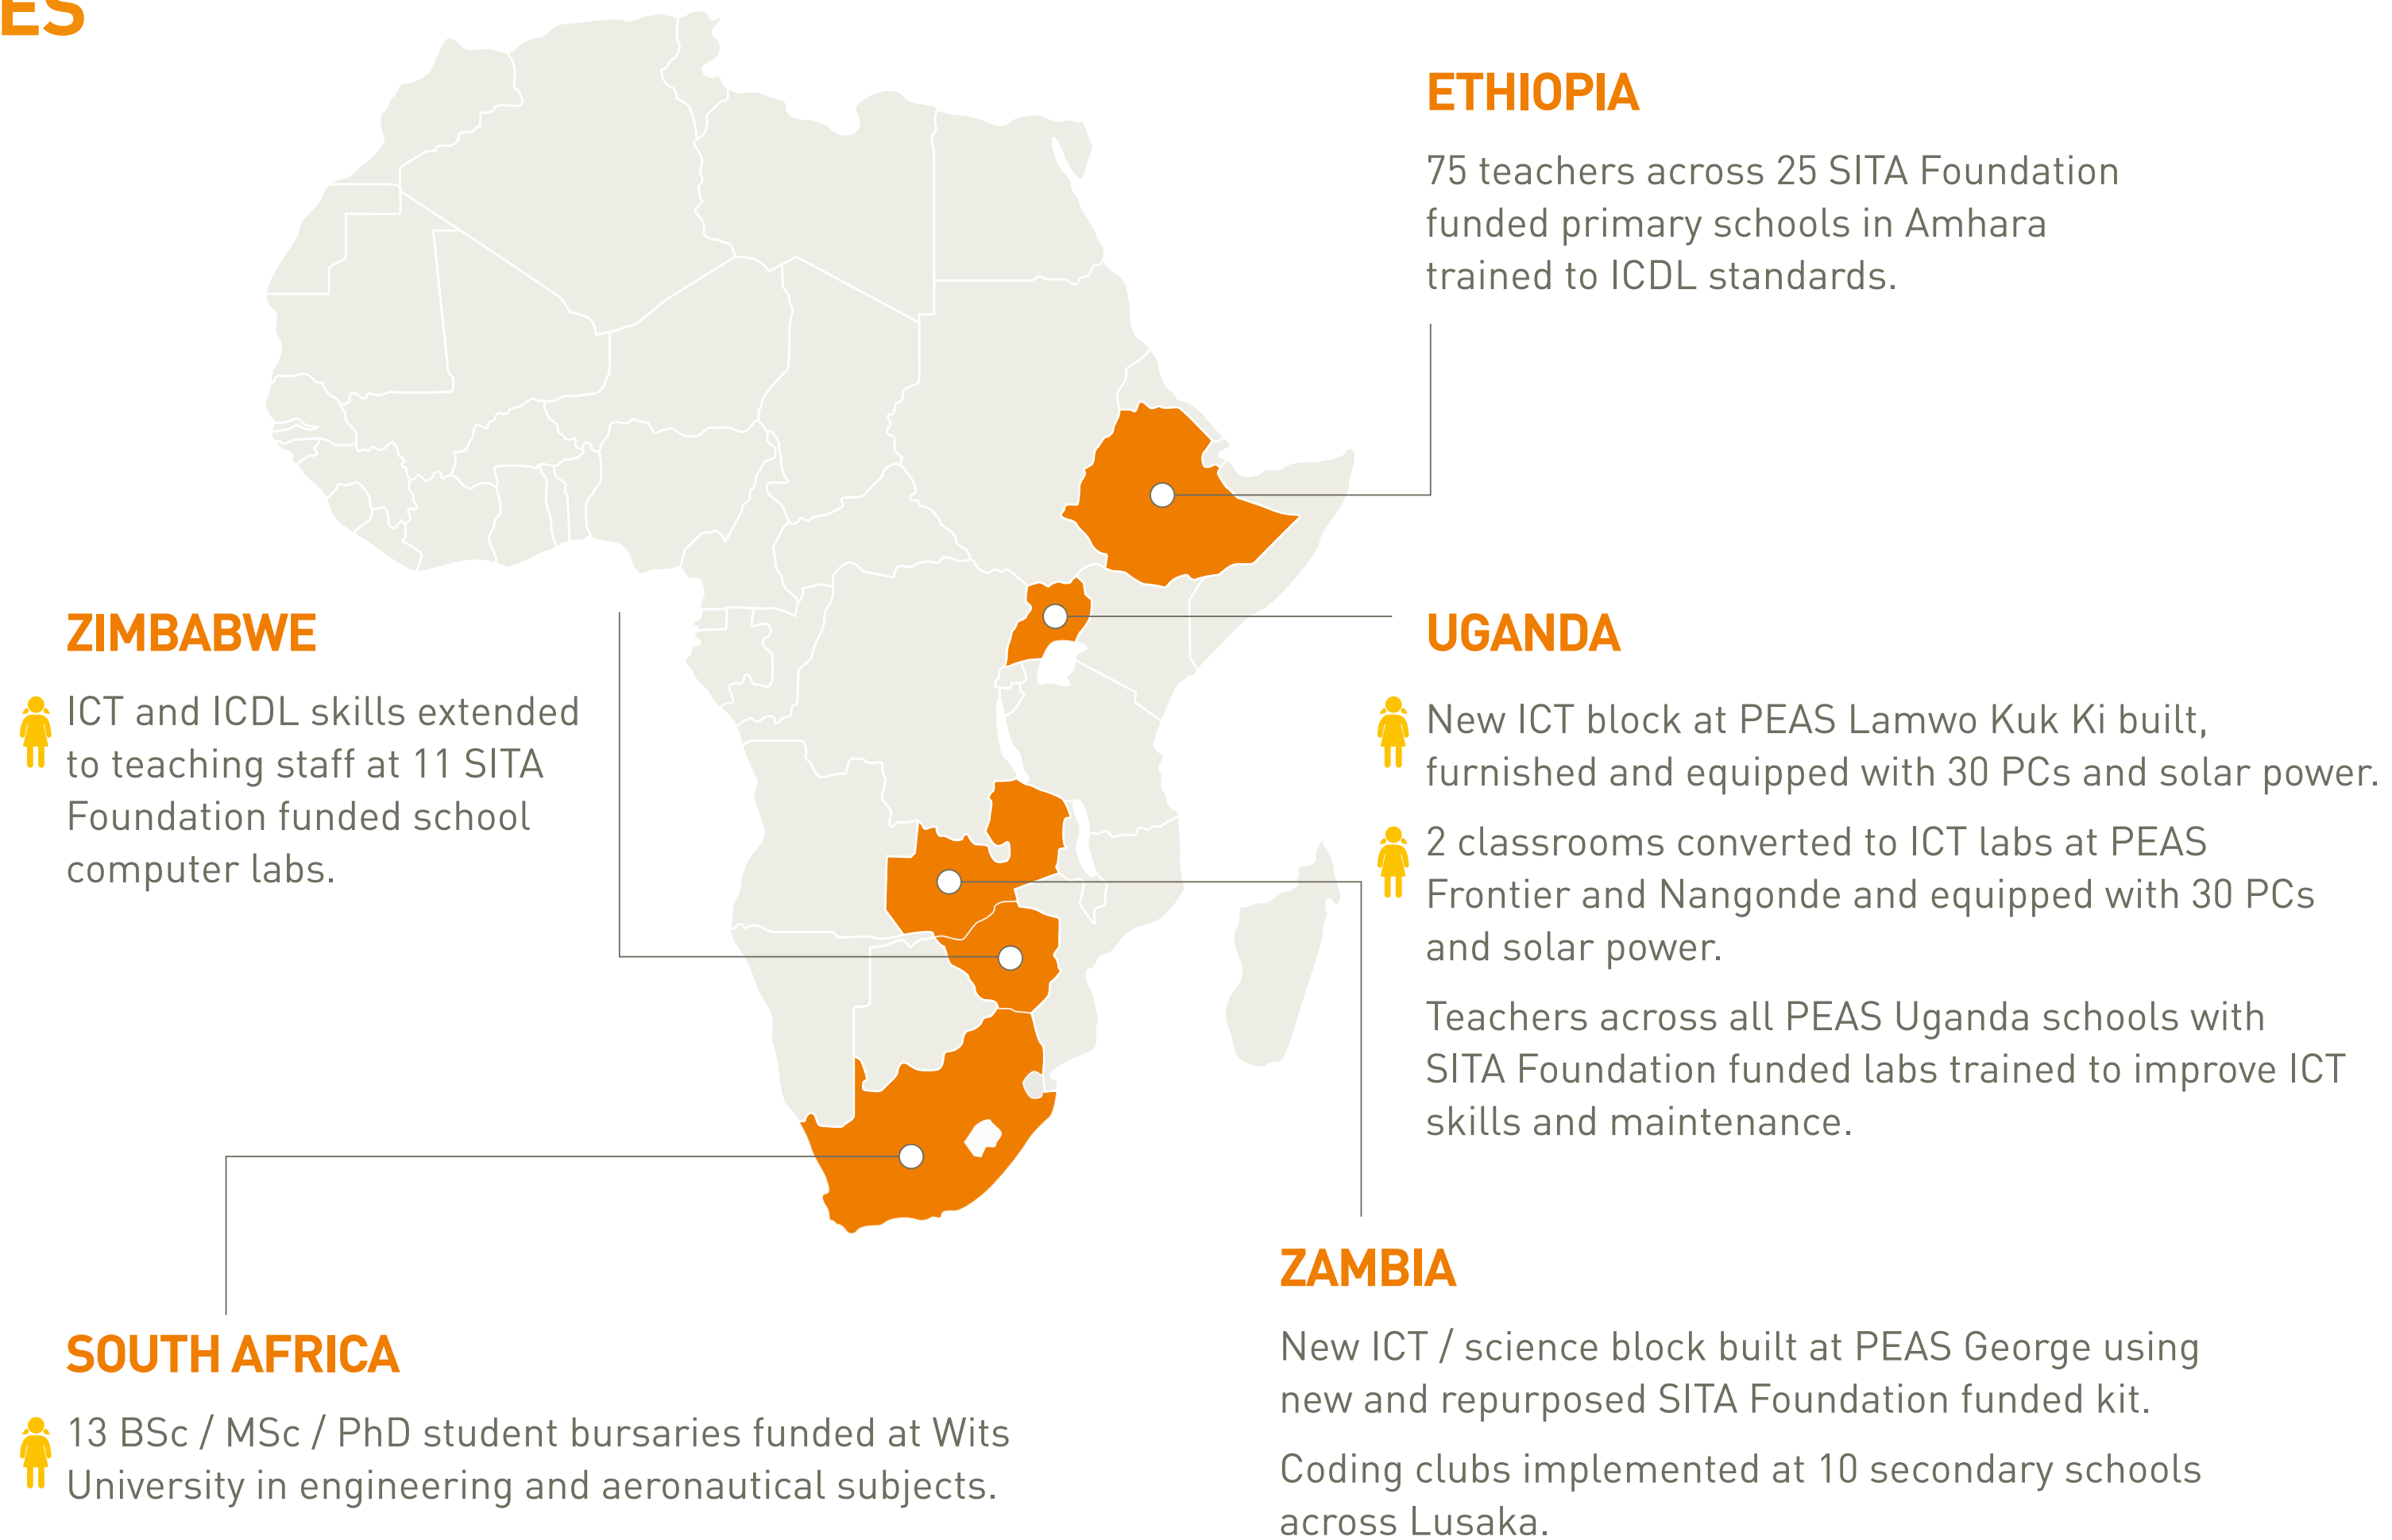 ES
ETHIOPIA
75 teachers across 25 SITA Foundation
funded primary schools in Amhara
trained to ICDL standards.
ZIMBABWE
ICT and ICDL skills extended
to teaching staff at 11 SITA
Foundation funded school
computer labs.
UGANDA
New ICT block at PEAS Lamwo Kuk Ki built,
furnished and equipped with 30 PCs and solar power.
2 classrooms converted to ICT labs at PEAS
Frontier and Nangonde and equipped with 30 PCs
and solar power.
Teachers across all PEAS Uganda schools with
SITA Foundation funded labs trained to improve ICT
skills and maintenance.
SOUTH AFRICA
13 BSc / MSc / PhD student bursaries funded at Wits
University in engineering and aeronautical subjects.
ZAMBIA
New ICT / science block built at PEAS George using
new and repurposed SITA Foundation funded kit.
Coding clubs implemented at 10 secondary schools
across Lusaka.